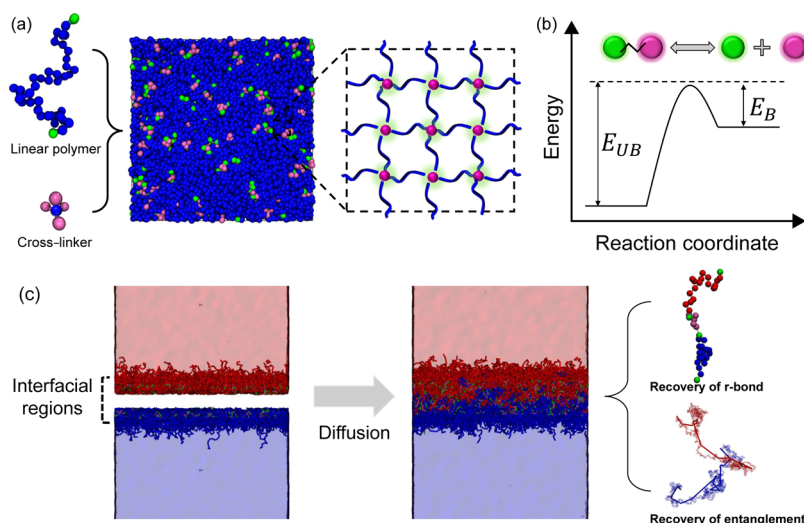 (a)
Linear polymer
Cross-linker
(b)
Energy
E_UB
E_B
Reaction coordinate
(c)
Interfacial
regions
Diffusion
Recovery of r-bond
Recovery of entanglement